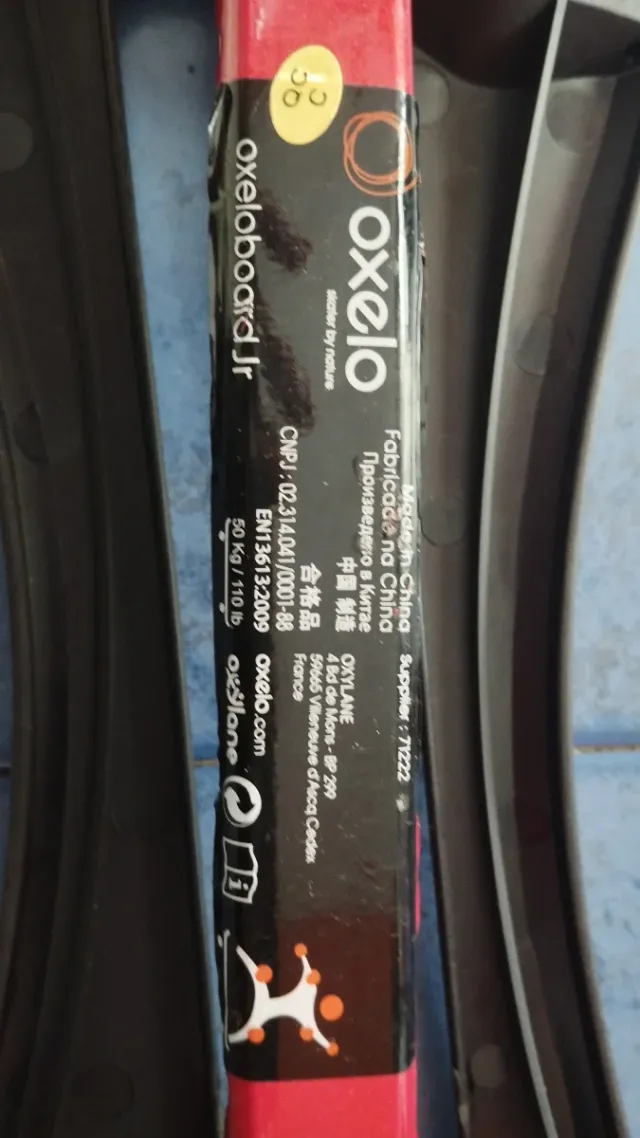 oxelo
skater by nature
oxeloboard Jr
Made in China
Fabricado na China
Произведено в Китае
中国 制造
合格品
CNPJ : 02.314.041/0001-88
EN13613:2009
50 Kg / 110 lb
Supplier : 71222
OXYLANE
4 Bd de Mons - BP 299
59665 Villeneuve d'Ascq Cedex
France
oxelo.com
oxylane